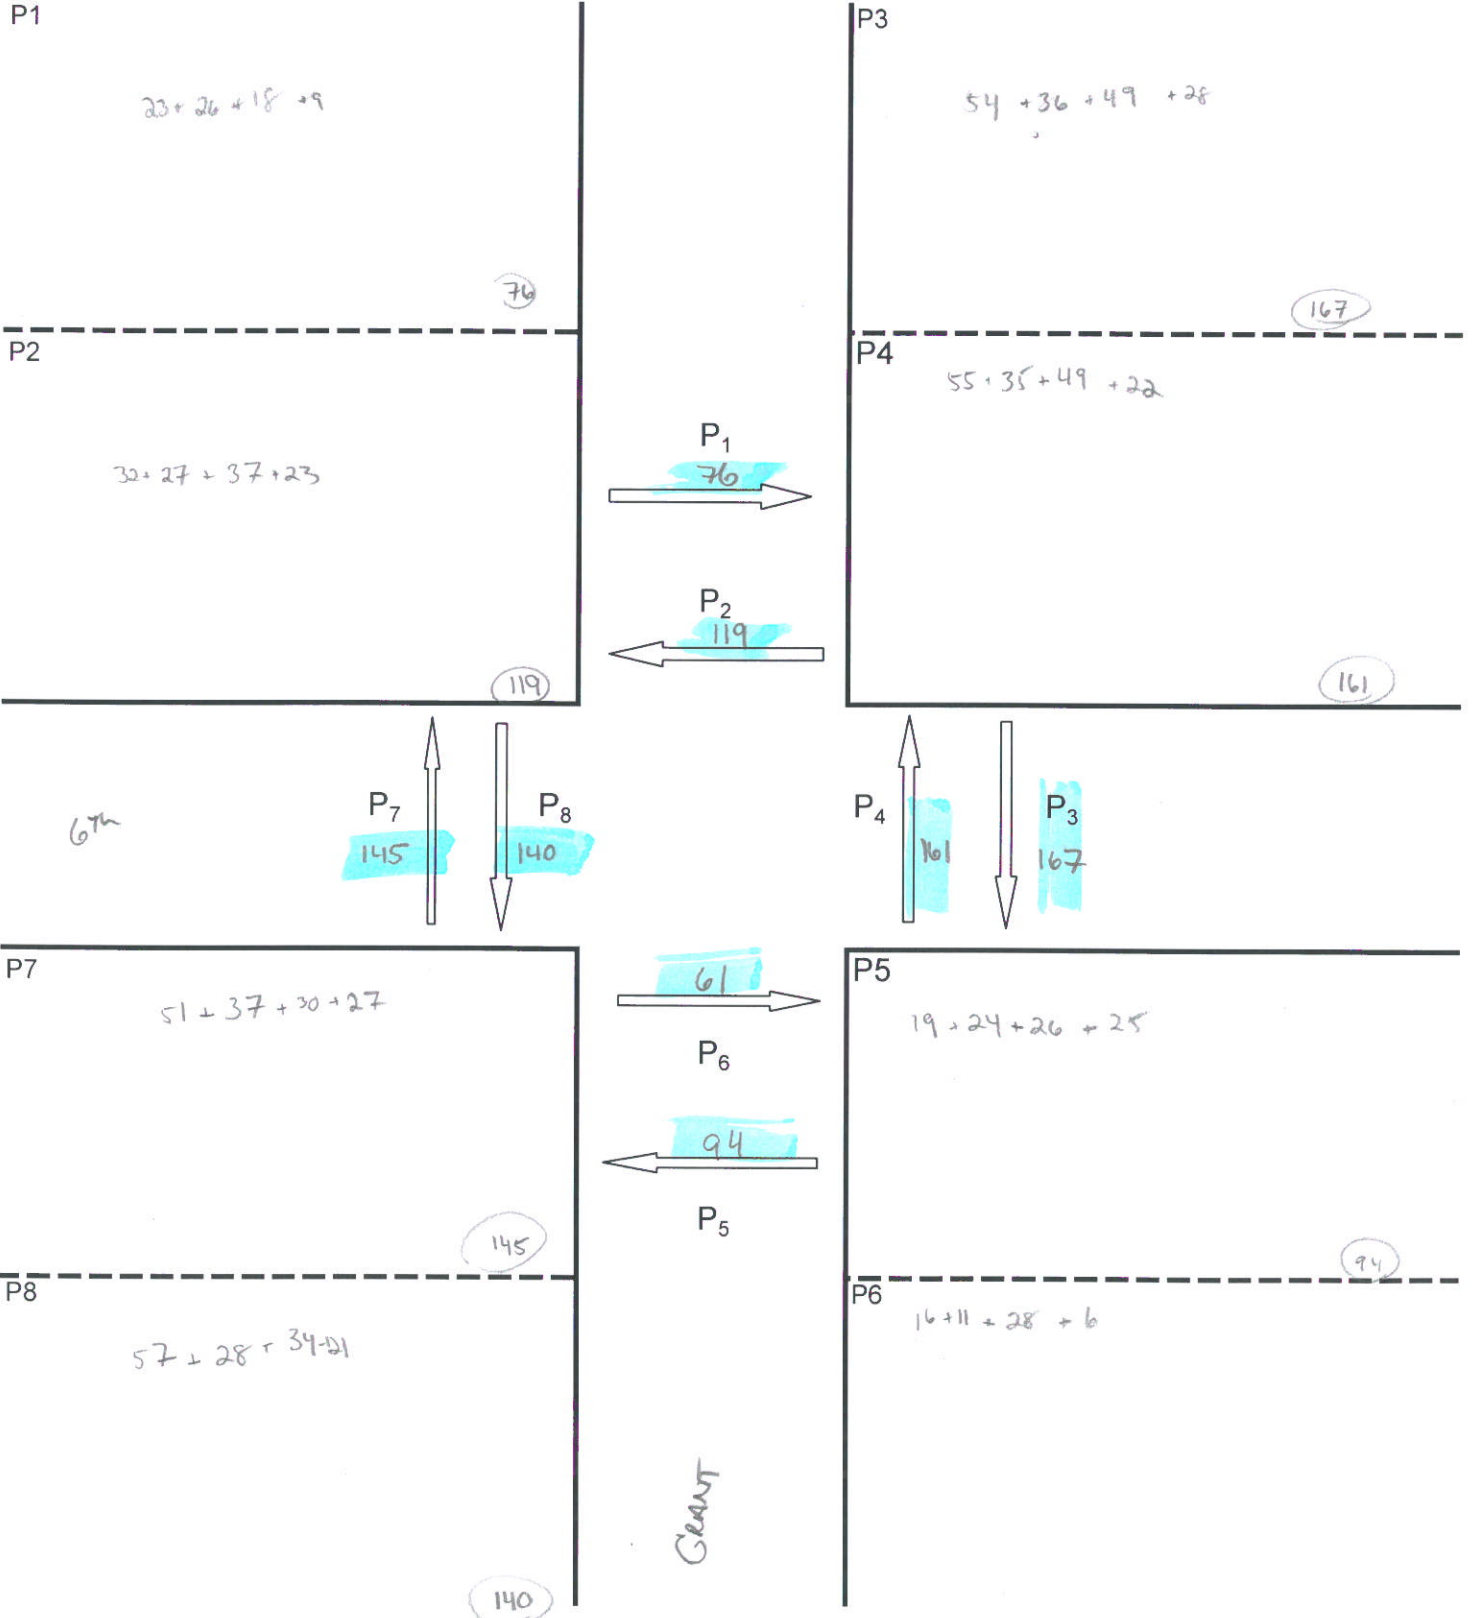 P1
23+ 26 + 18 +9
76
P2
32+ 27 + 37+23
119
P3
54 +36 +49 +28
167
P4
55+35+49 +22
161
P₁
76
P₂
119
6th
P₇
145
P₈
140
P₄
161
P₃
167
P7
51 + 37 + 30 + 27
145
P8
57 + 28 + 34+21
140
61
P₆
94
P₅
P5
19 + 24 + 26 + 25
94
P6
16 +11 + 28 + 6
GRANT